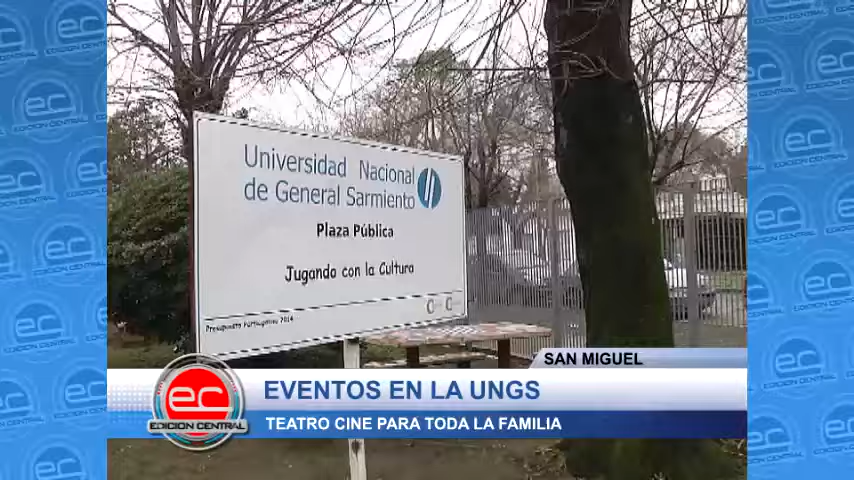 Universidad Nacional
de General Sarmiento
Plaza Pública
Jugando con la Cultura
Presupuesto Participativo 2014
SAN MIGUEL
EVENTOS EN LA UNGS
TEATRO CINE PARA TODA LA FAMILIA
ec
EDICION CENTRAL